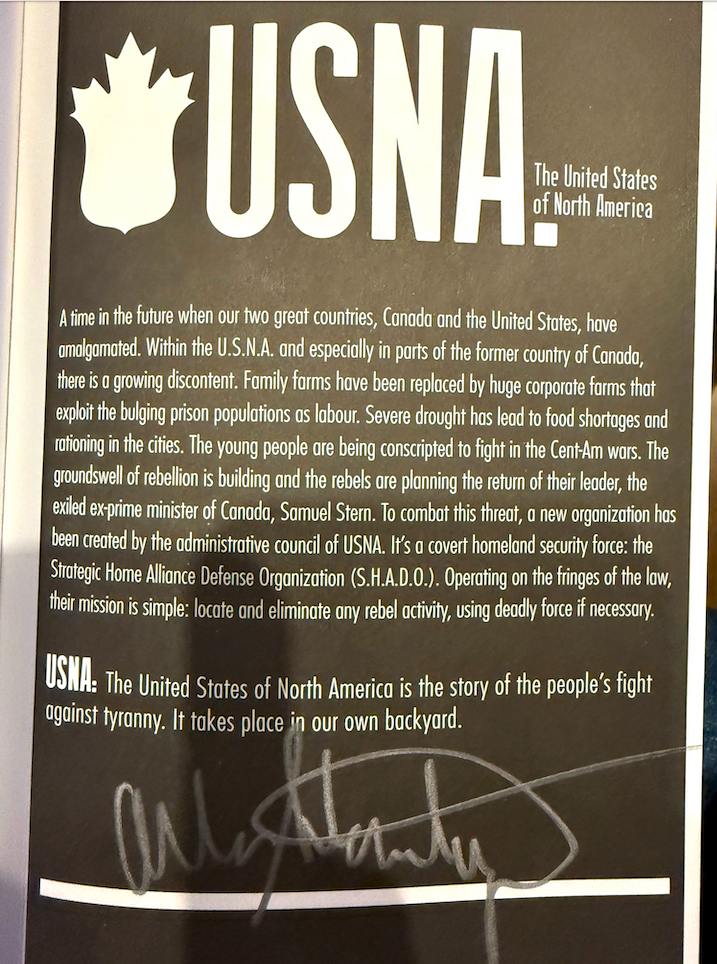 USNA.
The United States
of North America
A time in the future when our two great countries, Canada and the United States, have
amalgamated. Within the U.S.N.A. and especially in parts of the former country of Canada,
there is a growing discontent. Family farms have been replaced by huge corporate farms that
exploit the bulging prison populations as labour. Severe drought has lead to food shortages and
rationing in the cities. The young people are being conscripted to fight in the Cent-Am wars. The
groundswell of rebellion is building and the rebels are planning the return of their leader, the
exiled ex-prime minister of Canada, Samuel Stern. To combat this threat, a new organization has
been created by the administrative council of USNA. It's a covert homeland security force: the
Strategic Home Alliance Defense Organization (S.H.A.D.O.). Operating on the fringes of the law,
their mission is simple: locate and eliminate any rebel activity, using deadly force if necessary.
USNA: The United States of North America is the story of the people's fight
against tyranny. It takes place in our own backyard.